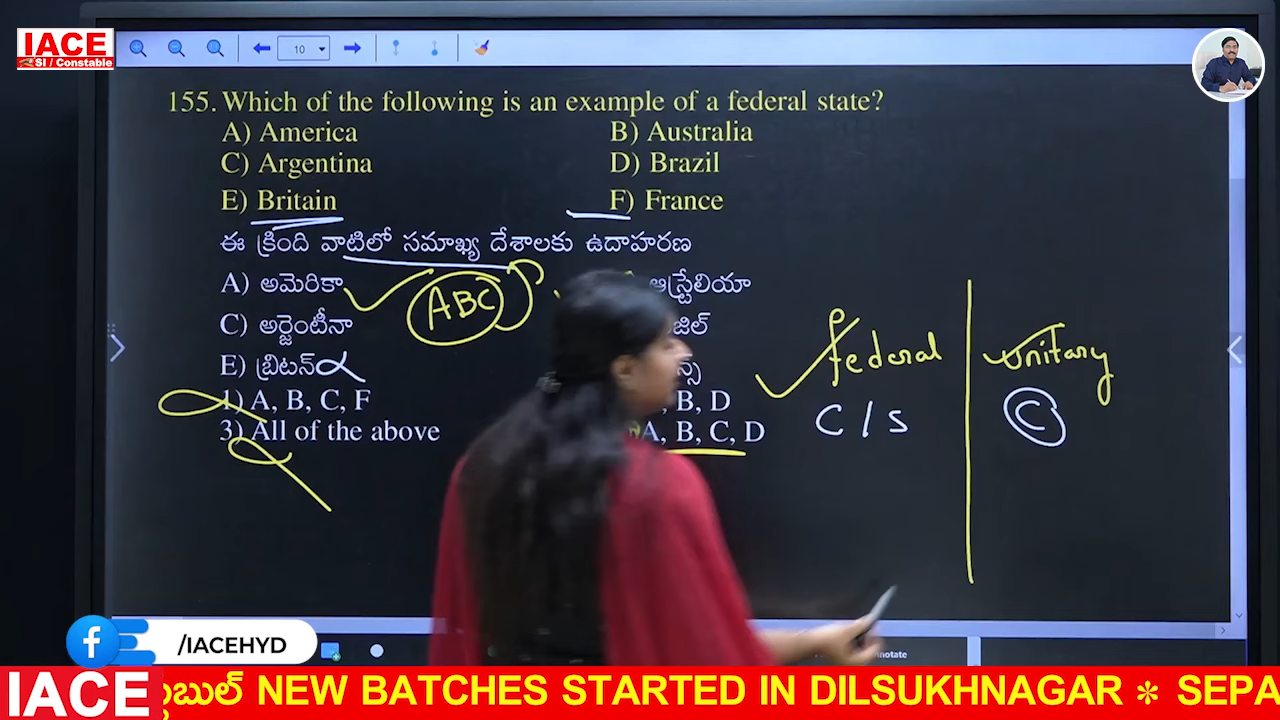 IACE
SI / Constable
10
155. Which of the following is an example of a federal state?
A) America B) Australia
C) Argentina D) Brazil
E) Britain F) France
ఈ క్రింది వాటిలో సమాఖ్య దేశాలకు ఉదాహరణ
A) అమెరికా ఆస్ట్రేలియా
ABC
C) అర్జెంటీనా
federal unitary
E) బ్రిటన్
1) A, B, C, F B, D
C / S C
3) All of the above A, B, C, D
/IACEHYD
IACE NEW BATCHES STARTED IN DILSUKHNAGAR * SEPA